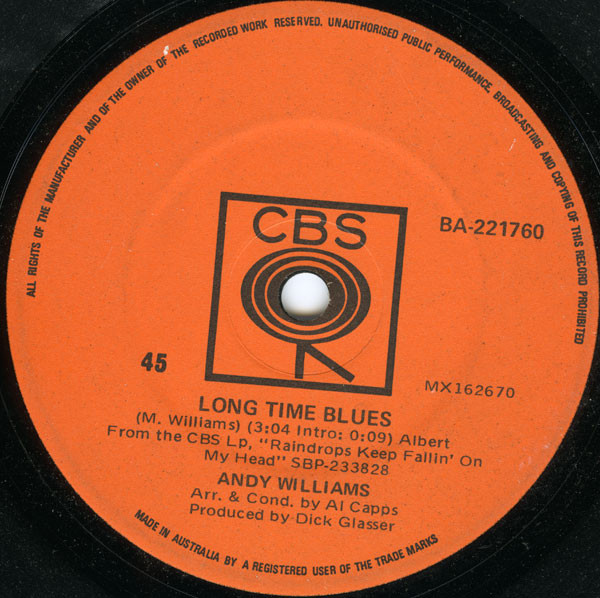 ALL RIGHTS OF THE MANUFACTURER AND OF THE OWNER OF THE RECORDED WORK RESERVED. UNAUTHORISED PUBLIC PERFORMANCE, BROADCASTING AND COPYING OF THIS RECORD PROHIBITED
CBS
BA-221760
45
MX162670
LONG TIME BLUES
(M. Williams) (3:04 Intro: 0:09) Albert
From the CBS Lp, "Raindrops Keep Fallin' On
My Head" SBP-233828
ANDY WILLIAMS
Arr. & Cond. by Al Capps
Produced by Dick Glasser
MADE IN AUSTRALIA BY A REGISTERED USER OF THE TRADE MARKS